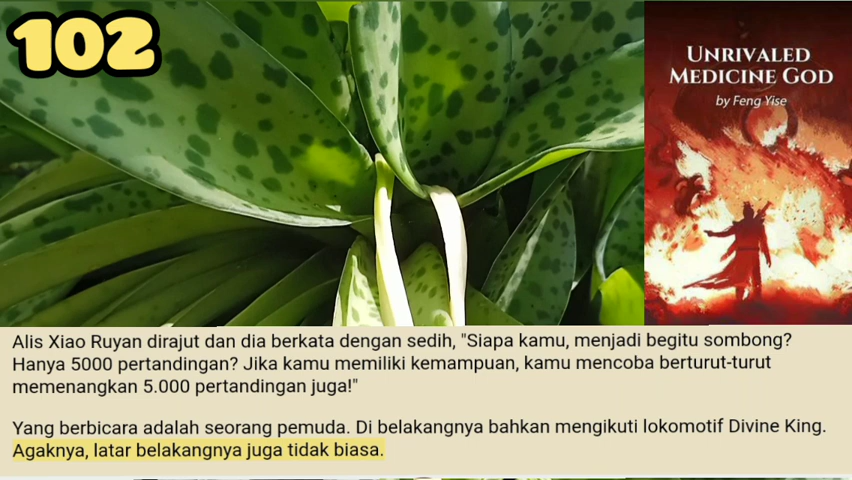 102
UNRIVALED
MEDICINE GOD
by Feng Yise
Alis Xiao Ruyan dirajut dan dia berkata dengan sedih, "Siapa kamu, menjadi begitu sombong?
Hanya 5000 pertandingan? Jika kamu memiliki kemampuan, kamu mencoba berturut-turut
memenangkan 5.000 pertandingan juga!"
Yang berbicara adalah seorang pemuda. Di belakangnya bahkan mengikuti lokomotif Divine King.
Agaknya, latar belakangnya juga tidak biasa.